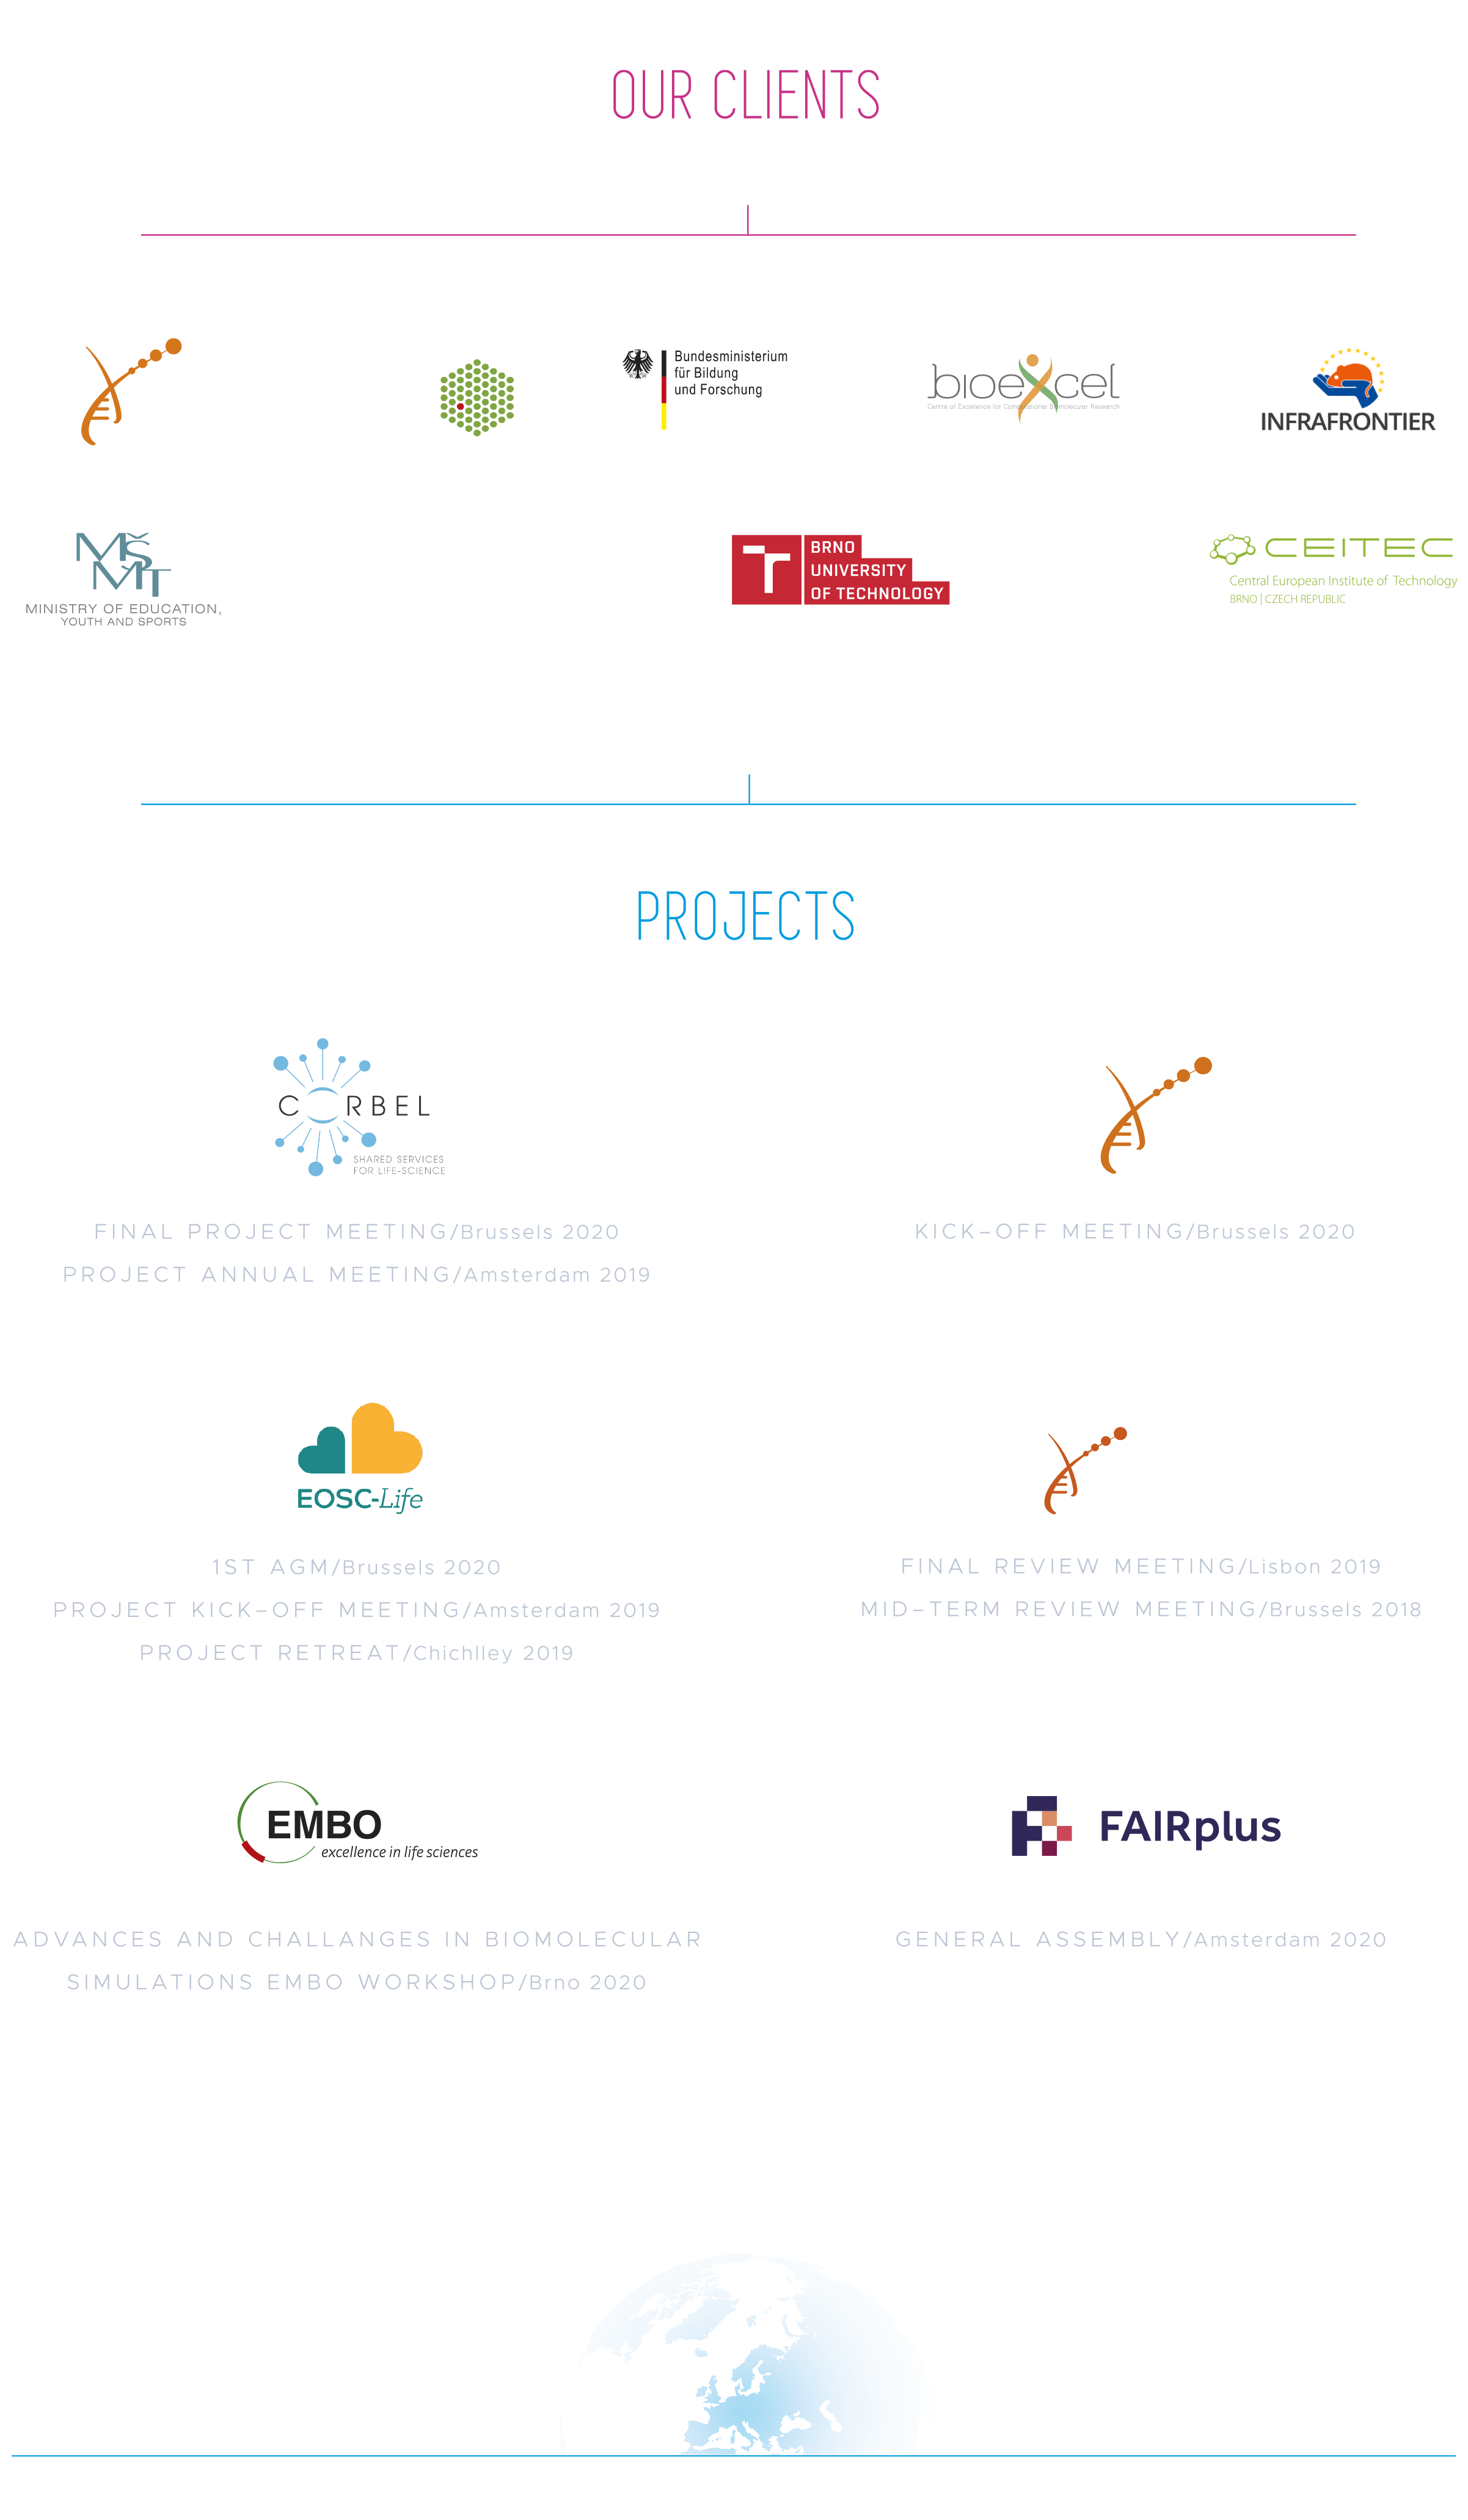 OUR CLIENTS
Bundesministerium
für Bildung
und Forschung
bioexcel
Centre of Excellence for Computational Biomolecular Research
INFRAFRONTIER
MŠMT
MINISTRY OF EDUCATION,
YOUTH AND SPORTS
T
BRNO
UNIVERSITY
OF TECHNOLOGY
CEITEC
Central European Institute of Technology
BRNO | CZECH REPUBLIC
PROJECTS
CORBEL
SHARED SERVICES
FOR LIFE-SCIENCE
FINAL PROJECT MEETING/Brussels 2020
PROJECT ANNUAL MEETING/Amsterdam 2019
KICK-OFF MEETING/Brussels 2020
EOSC-Life
1ST AGM/Brussels 2020
PROJECT KICK-OFF MEETING/Amsterdam 2019
PROJECT RETREAT/Chichlley 2019
FINAL REVIEW MEETING/Lisbon 2019
MID-TERM REVIEW MEETING/Brussels 2018
EMBO
excellence in life sciences
ADVANCES AND CHALLANGES IN BIOMOLECULAR
SIMULATIONS EMBO WORKSHOP/Brno 2020
FAIRplus
GENERAL ASSEMBLY/Amsterdam 2020